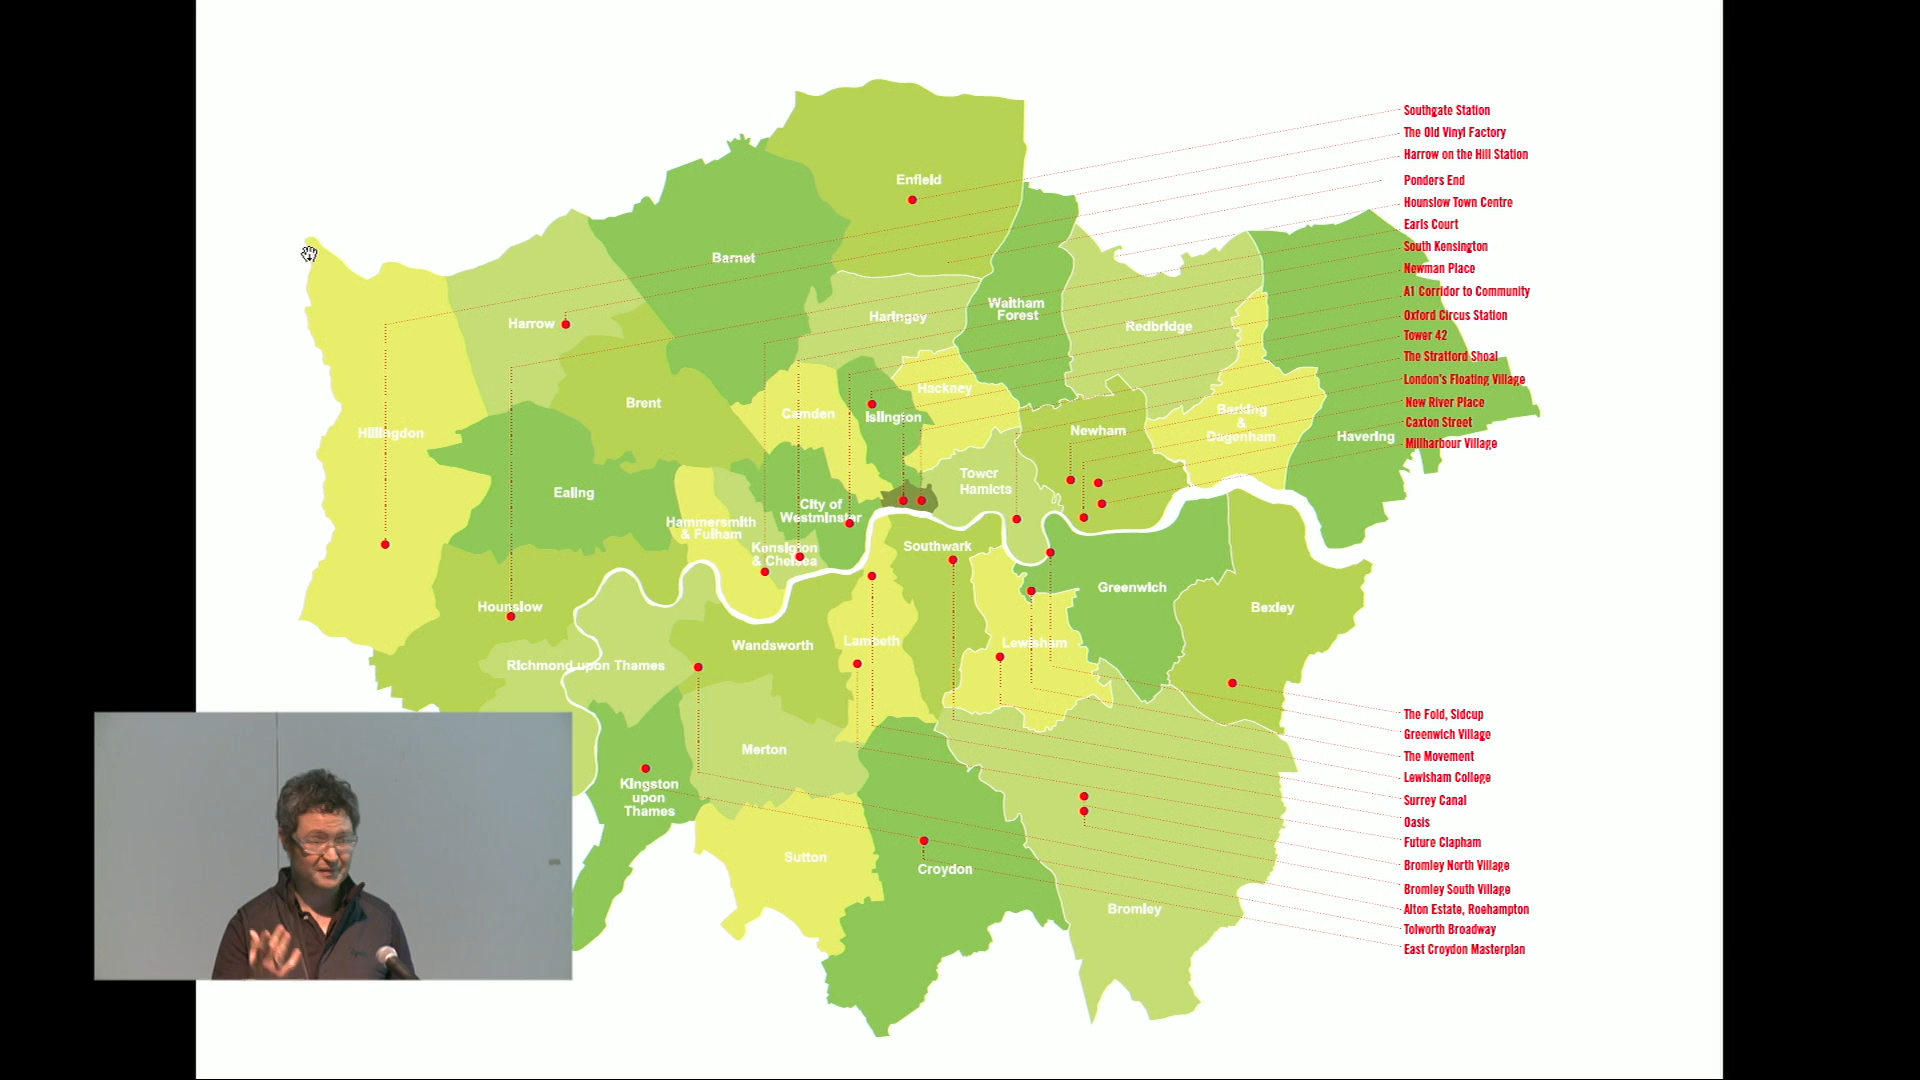 Southgate Station
The Old Vinyl Factory
Harrow on the Hill Station
Ponders End
Hounslow Town Centre
Earls Court
South Kensington
Newman Place
A1 Corridor to Community
Oxford Circus Station
Tower 42
The Stratford Shoal
London's Floating Village
New River Place
Caxton Street
Millharbour Village
Enfield
Barnet
Harrow
Haringey
Waltham
Forest
Redbridge
Brent
Hackney
Camden
Islington
Hillingdon
Newham
Barking
&
Dagenham
Havering
Ealing
Tower
Hamlets
City of
Westminster
Hammersmith
& Fulham
Kensigton
& Chelsea
Southwark
Greenwich
Bexley
Hounslow
Wandsworth
Lambeth
Lewisham
Richmond upon Thames
Merton
Kingston
upon
Thames
Sutton
Croydon
Bromley
The Fold, Sidcup
Greenwich Village
The Movement
Lewisham College
Surrey Canal
Oasis
Future Clapham
Bromley North Village
Bromley South Village
Alton Estate, Roehampton
Tolworth Broadway
East Croydon Masterplan